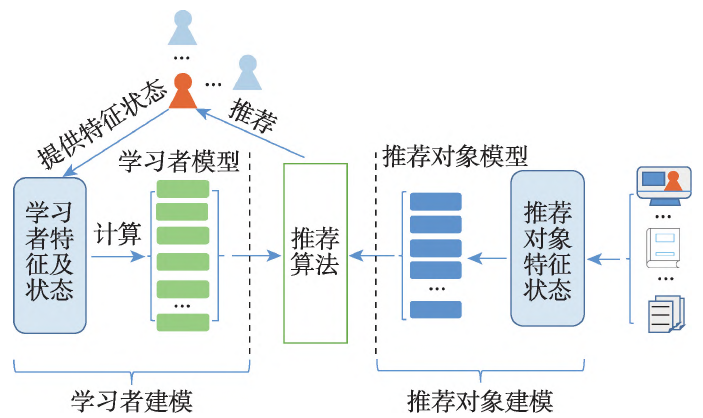 提供特征状态
推荐
学习者模型
推荐对象模型
学习
者特
征及
状态
计算
推荐
算法
推荐
对象
特征
状态
...
...
...
...
...
...
学习者建模
推荐对象建模